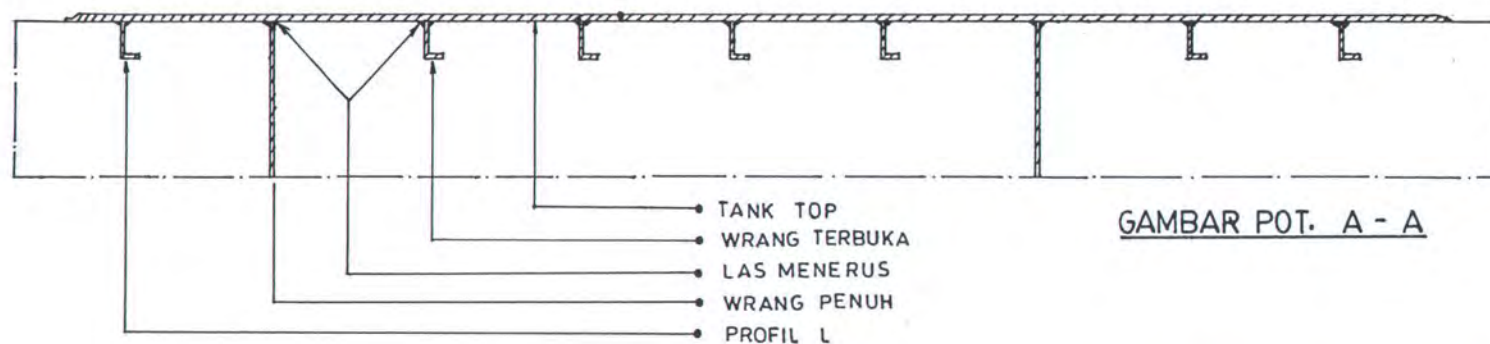 TANK TOP
WRANG TERBUKA
LAS MENERUS
WRANG PENUH
PROFIL L
GAMBAR POT. A - A